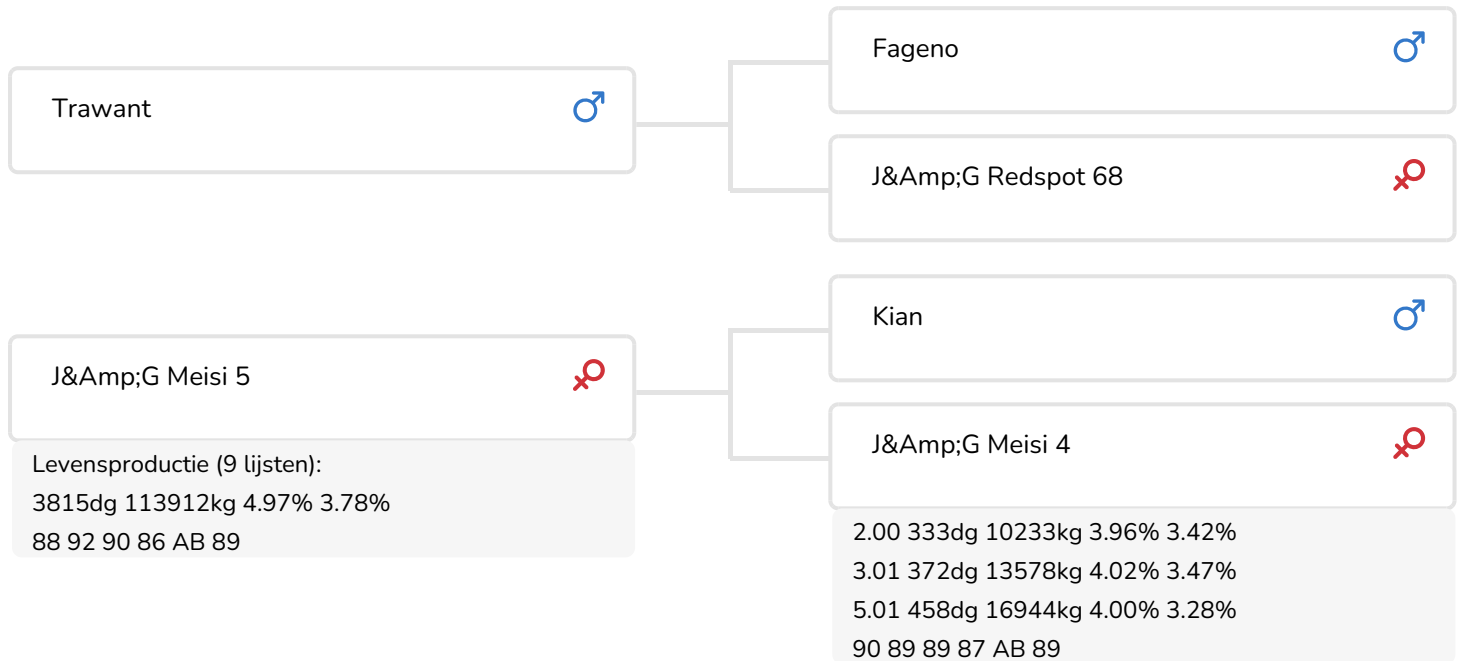 Trawant
Fageno
J&Amp;G Redspot 68
J&Amp;G Meisi 5
Levensproductie (9 lijsten):
3815dg 113912kg 4.97% 3.78%
88 92 90 86 AB 89
Kian
J&Amp;G Meisi 4
2.00 333dg 10233kg 3.96% 3.42%
3.01 372dg 13578kg 4.02% 3.47%
5.01 458dg 16944kg 4.00% 3.28%
90 89 89 87 AB 89